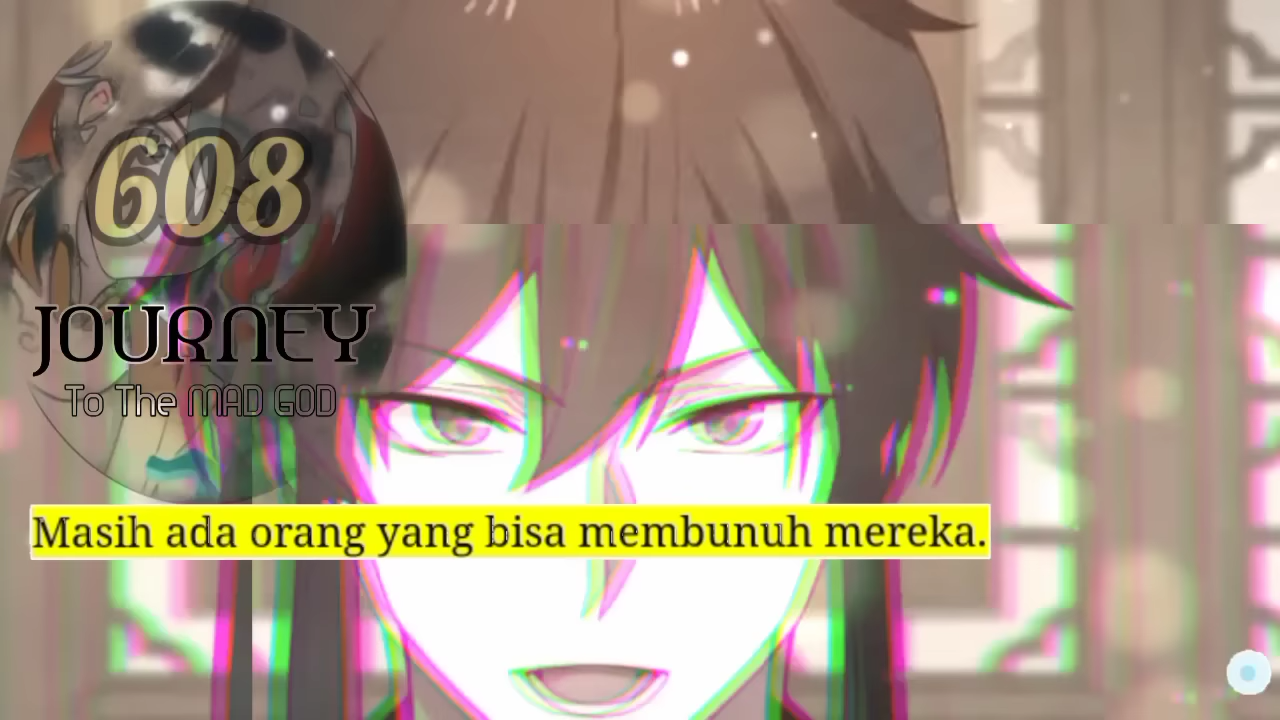 608
JOURNEY
To The MAD GOD
Masih ada orang yang bisa membunuh mereka.